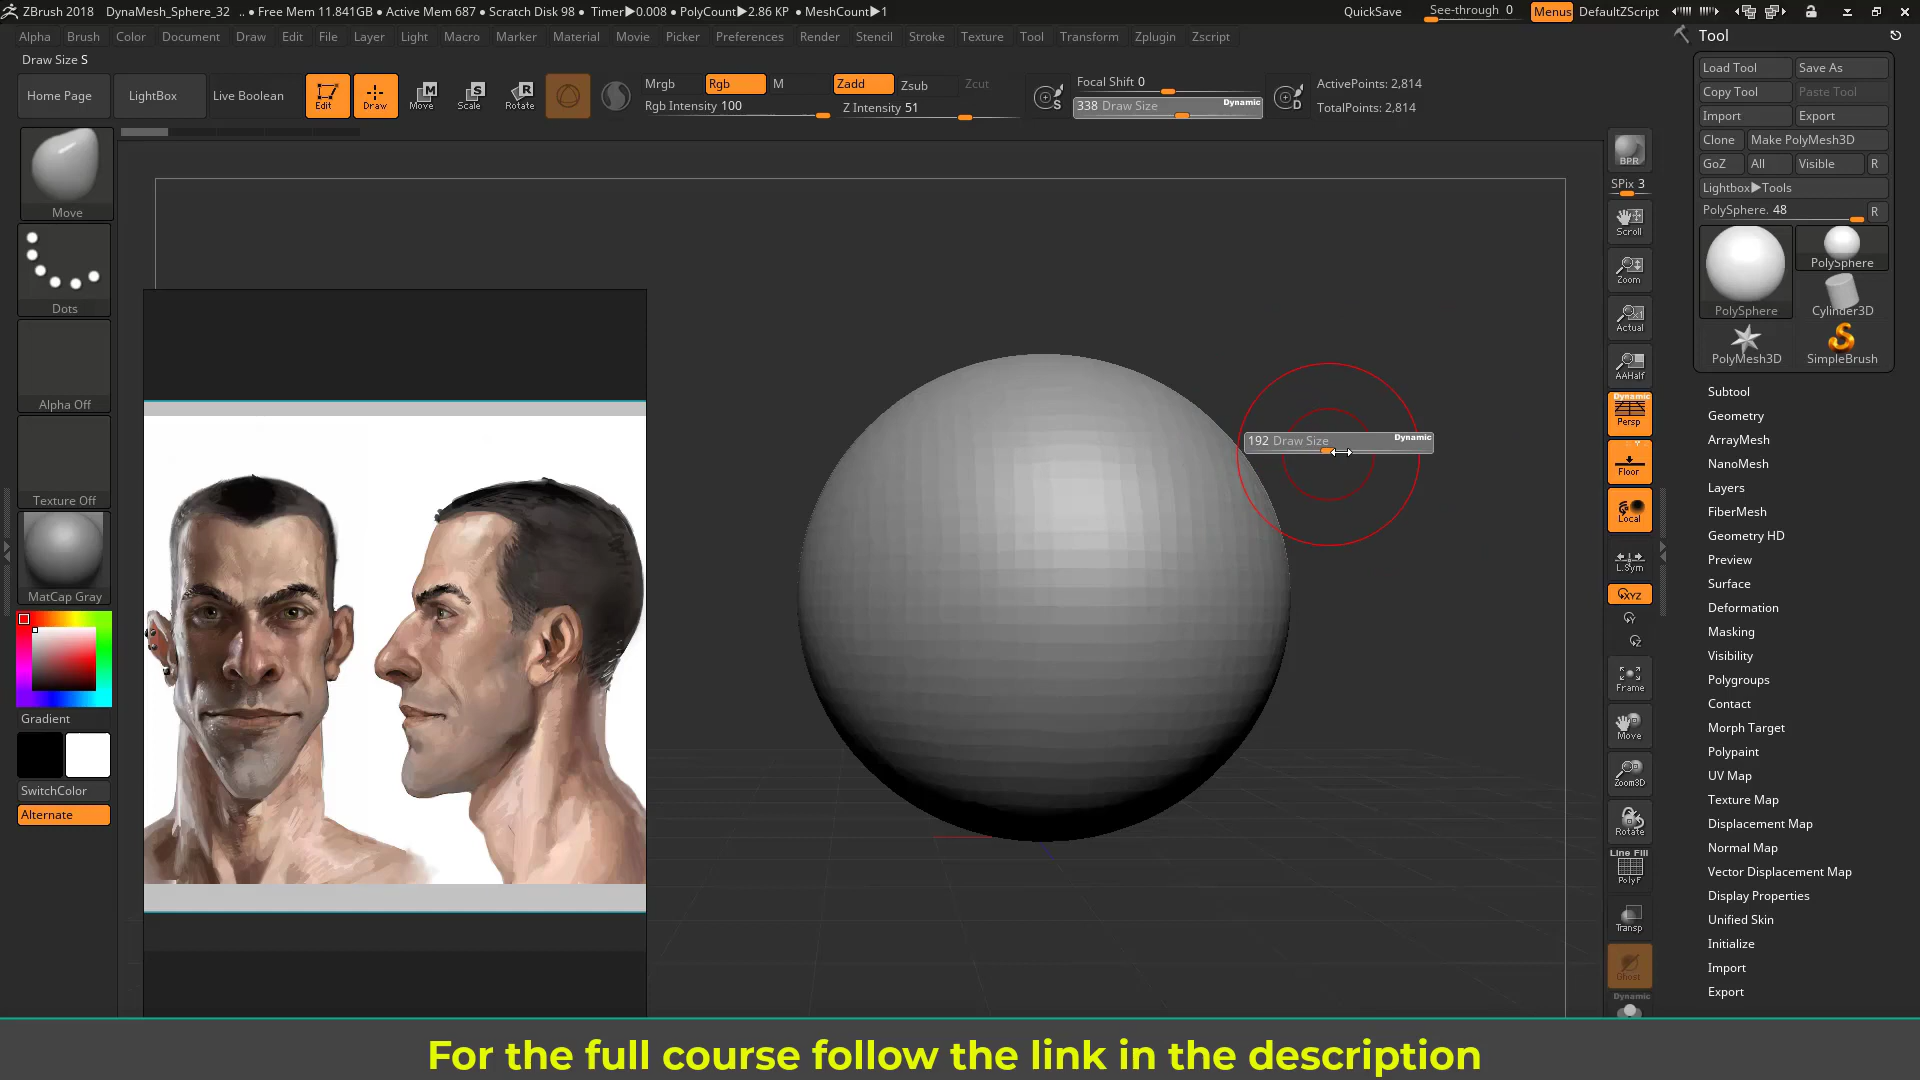 ZBrush 2018 DynaMesh_Sphere_32 .. ● Free Mem 11.841GB ● Active Mem 687 ● Scratch Disk 98 ● Timer▶0.008 ● PolyCount▶2.86 KP ● MeshCount▶1 QuickSave See-through 0 Menus DefaultZScript
Alpha Brush Color Document Draw Edit File Layer Light Macro Marker Material Movie Picker Preferences Render Stencil Stroke Texture Tool Transform Zplugin Zscript
Draw Size S
Home Page
LightBox
Live Boolean
Edit
Draw
Move
Scale
Rotate
Mrgb Rgb M
Rgb Intensity 100
Zadd Zsub Zcut
Z Intensity 51
S
Focal Shift 0
338 Draw Size Dynamic
D
ActivePoints: 2,814
TotalPoints: 2,814
Move
Dots
Alpha Off
Texture Off
MatCap Gray
Gradient
SwitchColor
Alternate
192 Draw Size Dynamic
BPR
SPix 3
Scroll
Zoom
Actual
AAHalf
Dynamic
Persp
Floor
Local
L.Sym
XYZ
Y
Z
Frame
Move
Zoom3D
Rotate
Line Fill
PolyF
Transp
Ghost
Dynamic
Tool
Load Tool Save As
Copy Tool Paste Tool
Import Export
Clone Make PolyMesh3D
GoZ All Visible R
Lightbox▶Tools
PolySphere. 48 R
PolySphere
PolySphere
Cylinder3D
PolyMesh3D
SimpleBrush
Subtool
Geometry
ArrayMesh
NanoMesh
Layers
FiberMesh
Geometry HD
Preview
Surface
Deformation
Masking
Visibility
Polygroups
Contact
Morph Target
Polypaint
UV Map
Texture Map
Displacement Map
Normal Map
Vector Displacement Map
Display Properties
Unified Skin
Initialize
Import
Export
For the full course follow the link in the description